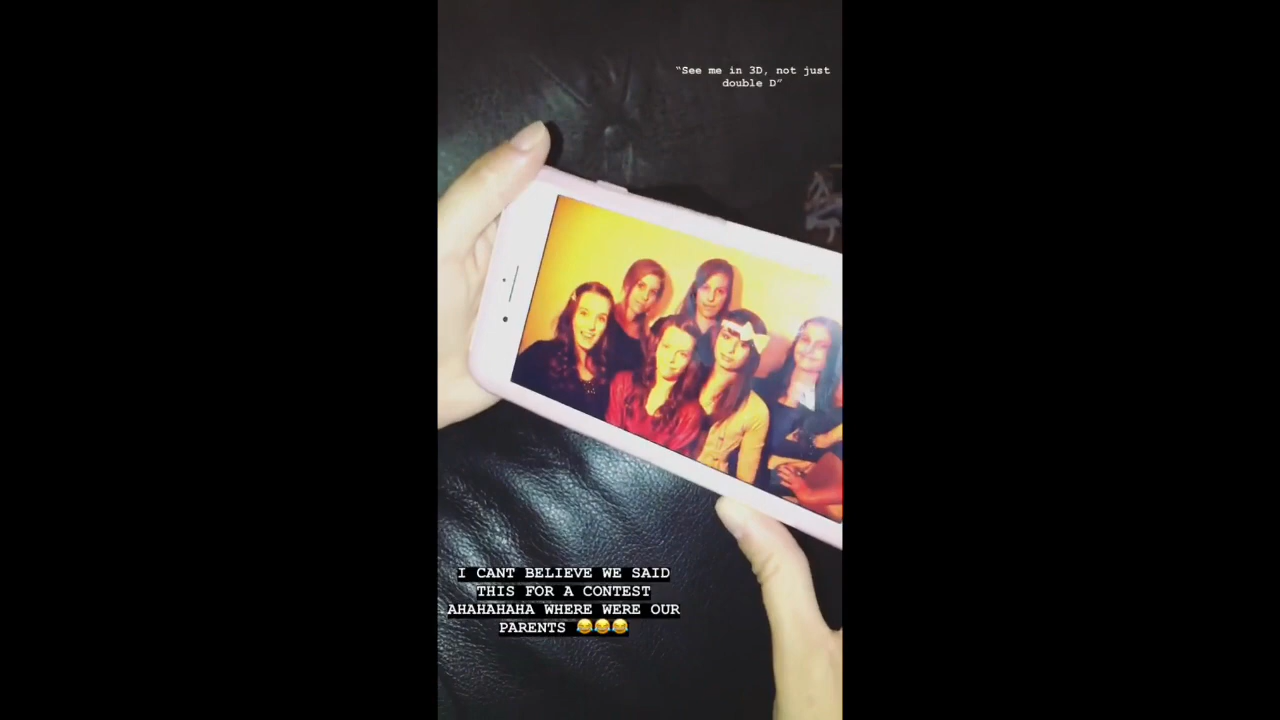 “See me in 3D, not just
double D”
I CANT BELIEVE WE SAID
THIS FOR A CONTEST
AHAHAHAHA WHERE WERE OUR
PARENTS 😂😂😂